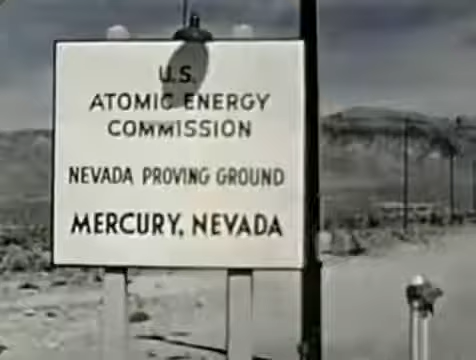 U.S.
ATOMIC ENERGY
COMMISSION
NEVADA PROVING GROUND
MERCURY, NEVADA